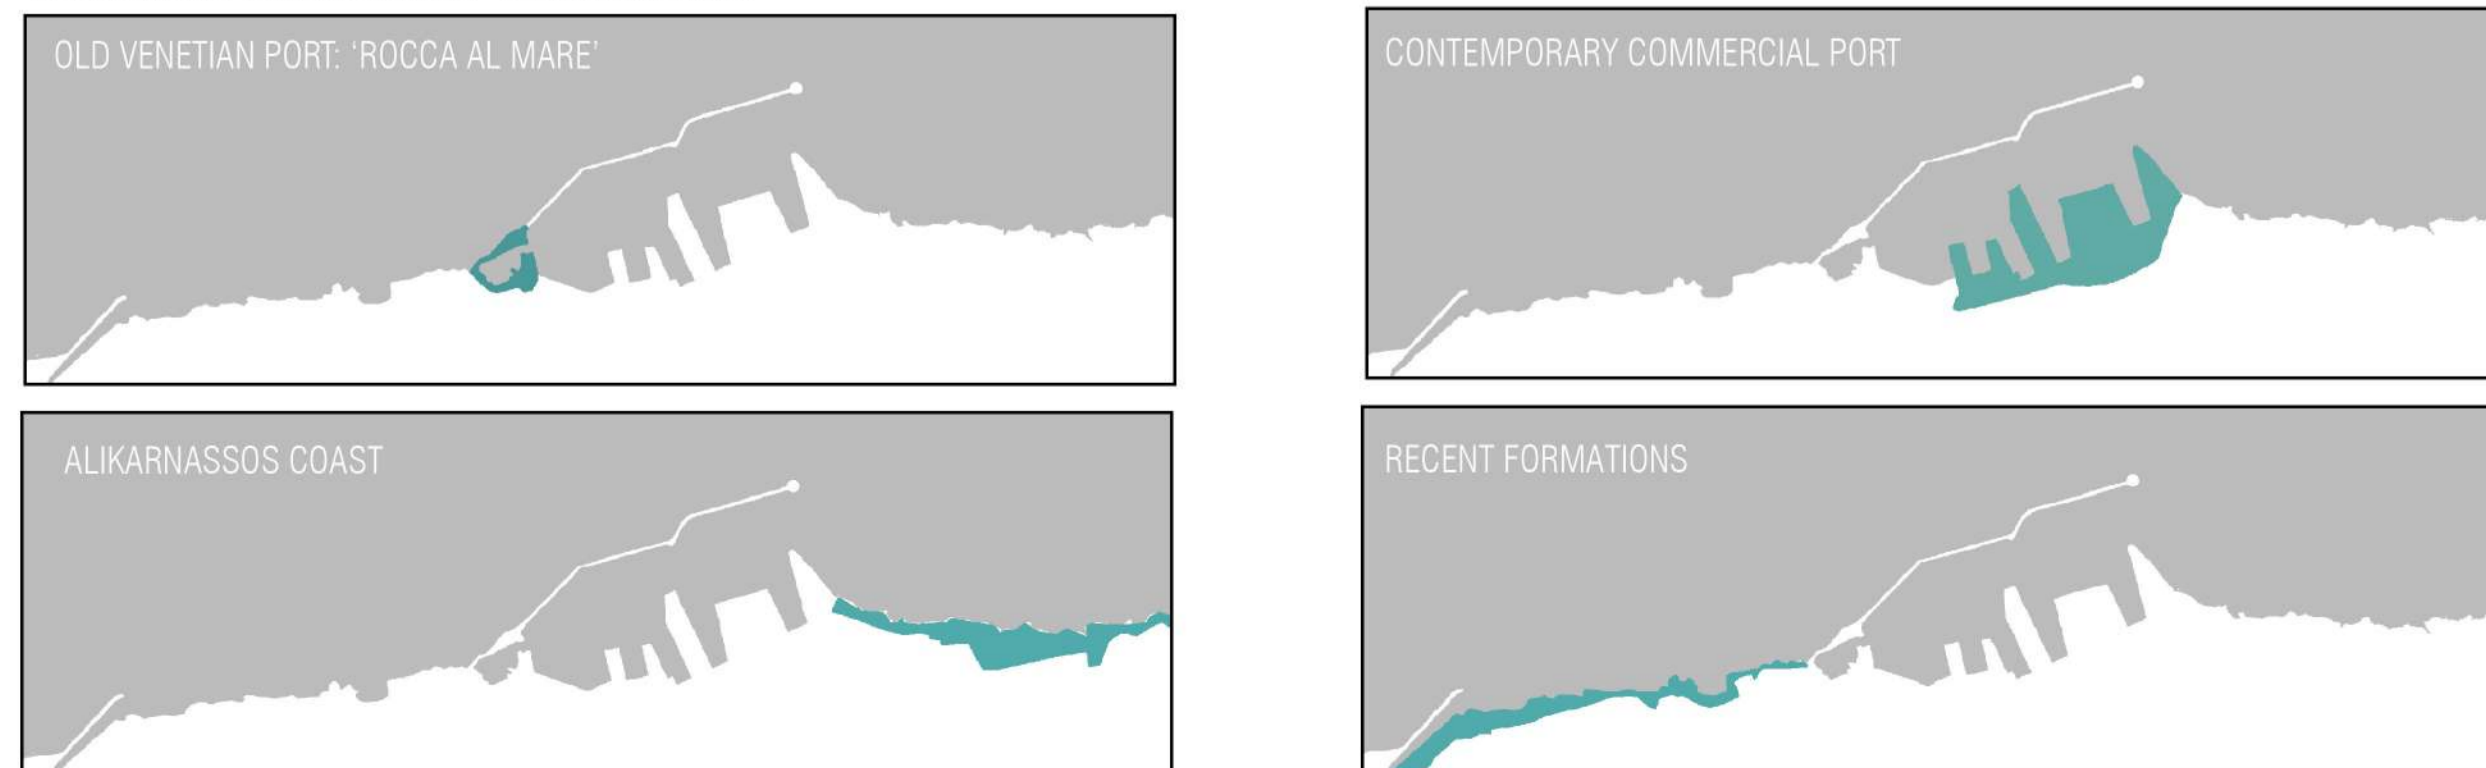 OLD VENETIAN PORT: ‘ROCCA AL MARE’
CONTEMPORARY COMMERCIAL PORT
ALIKARNASSOS COAST
RECENT FORMATIONS